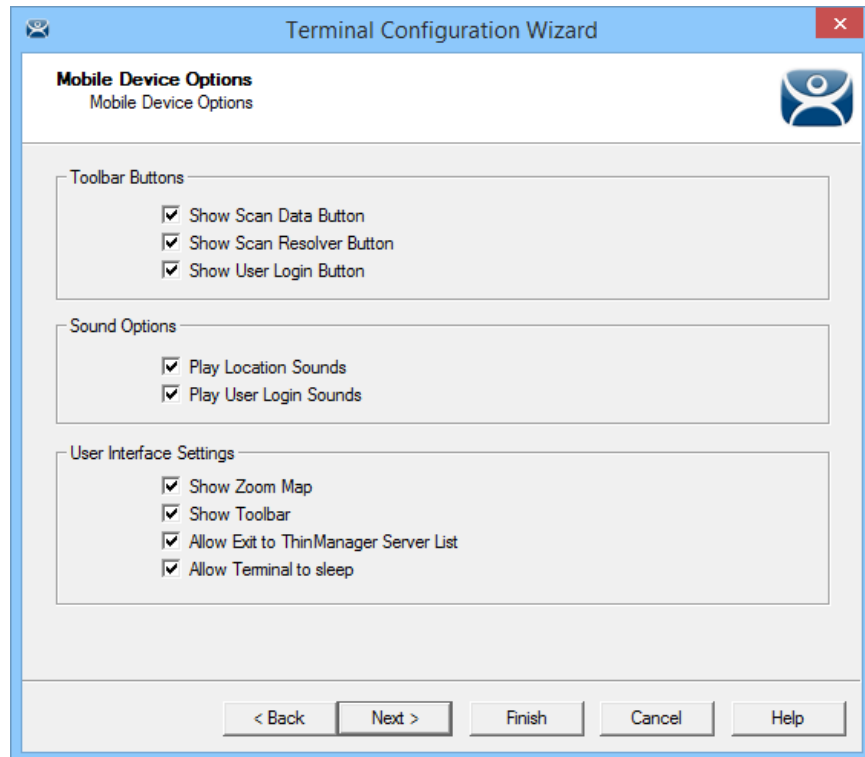 Terminal Configuration Wizard
Mobile Device Options
Mobile Device Options
Toolbar Buttons
Show Scan Data Button
Show Scan Resolver Button
Show User Login Button
Sound Options
Play Location Sounds
Play User Login Sounds
User Interface Settings
Show Zoom Map
Show Toolbar
Allow Exit to ThinManager Server List
Allow Terminal to sleep
< Back Next > Finish Cancel Help